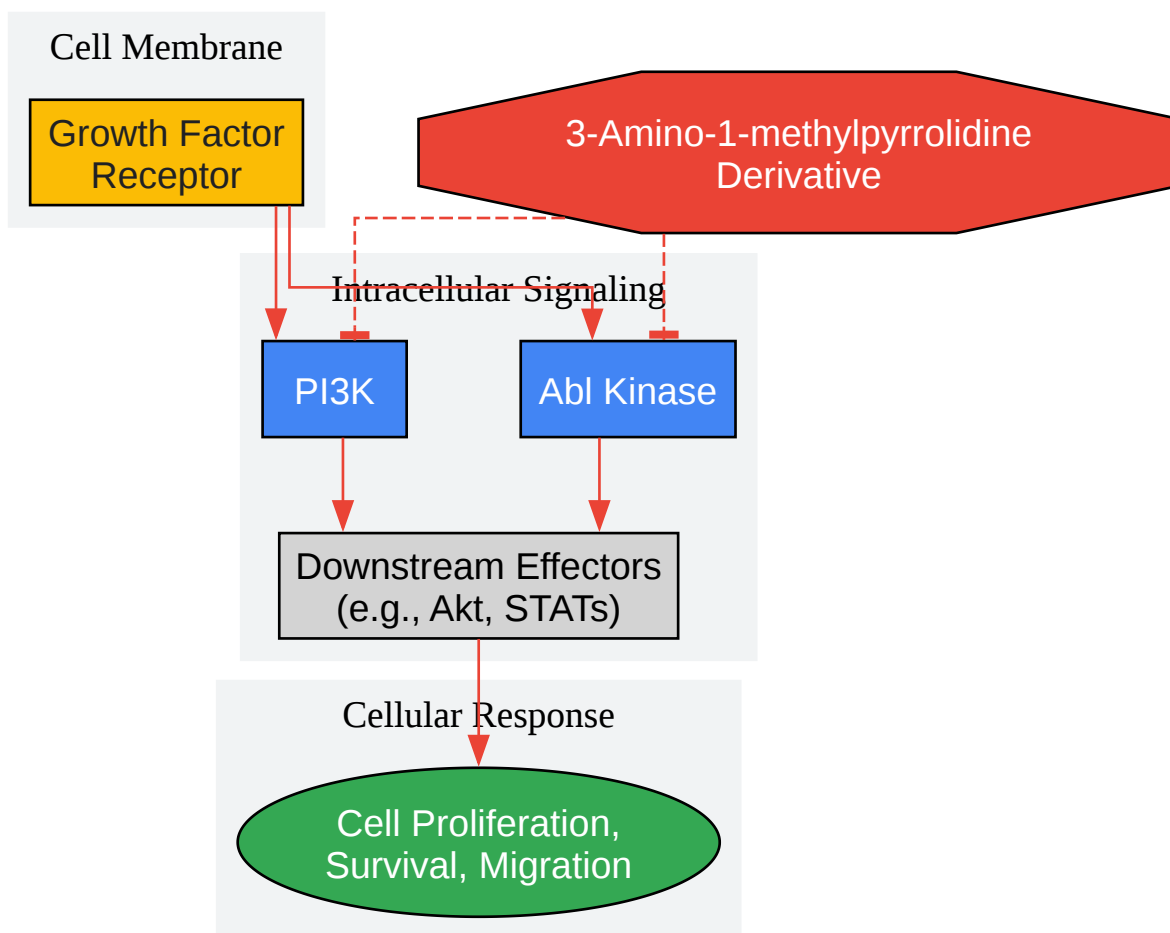 Cell Membrane
Growth Factor
Receptor
3-Amino-1-methylpyrrolidine
Derivative
Intracellular Signaling
PI3K
Abl Kinase
Downstream Effectors
(e.g., Akt, STATs)
Cellular Response
Cell Proliferation,
Survival, Migration